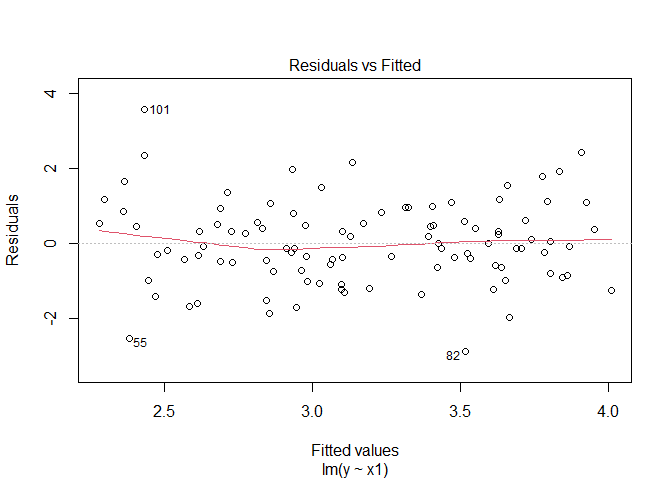 Residuals vs Fitted
4
2
0
-2
Residuals
101
55
82
2.5 3.0 3.5 4.0
Fitted values
lm(y ~ x1)